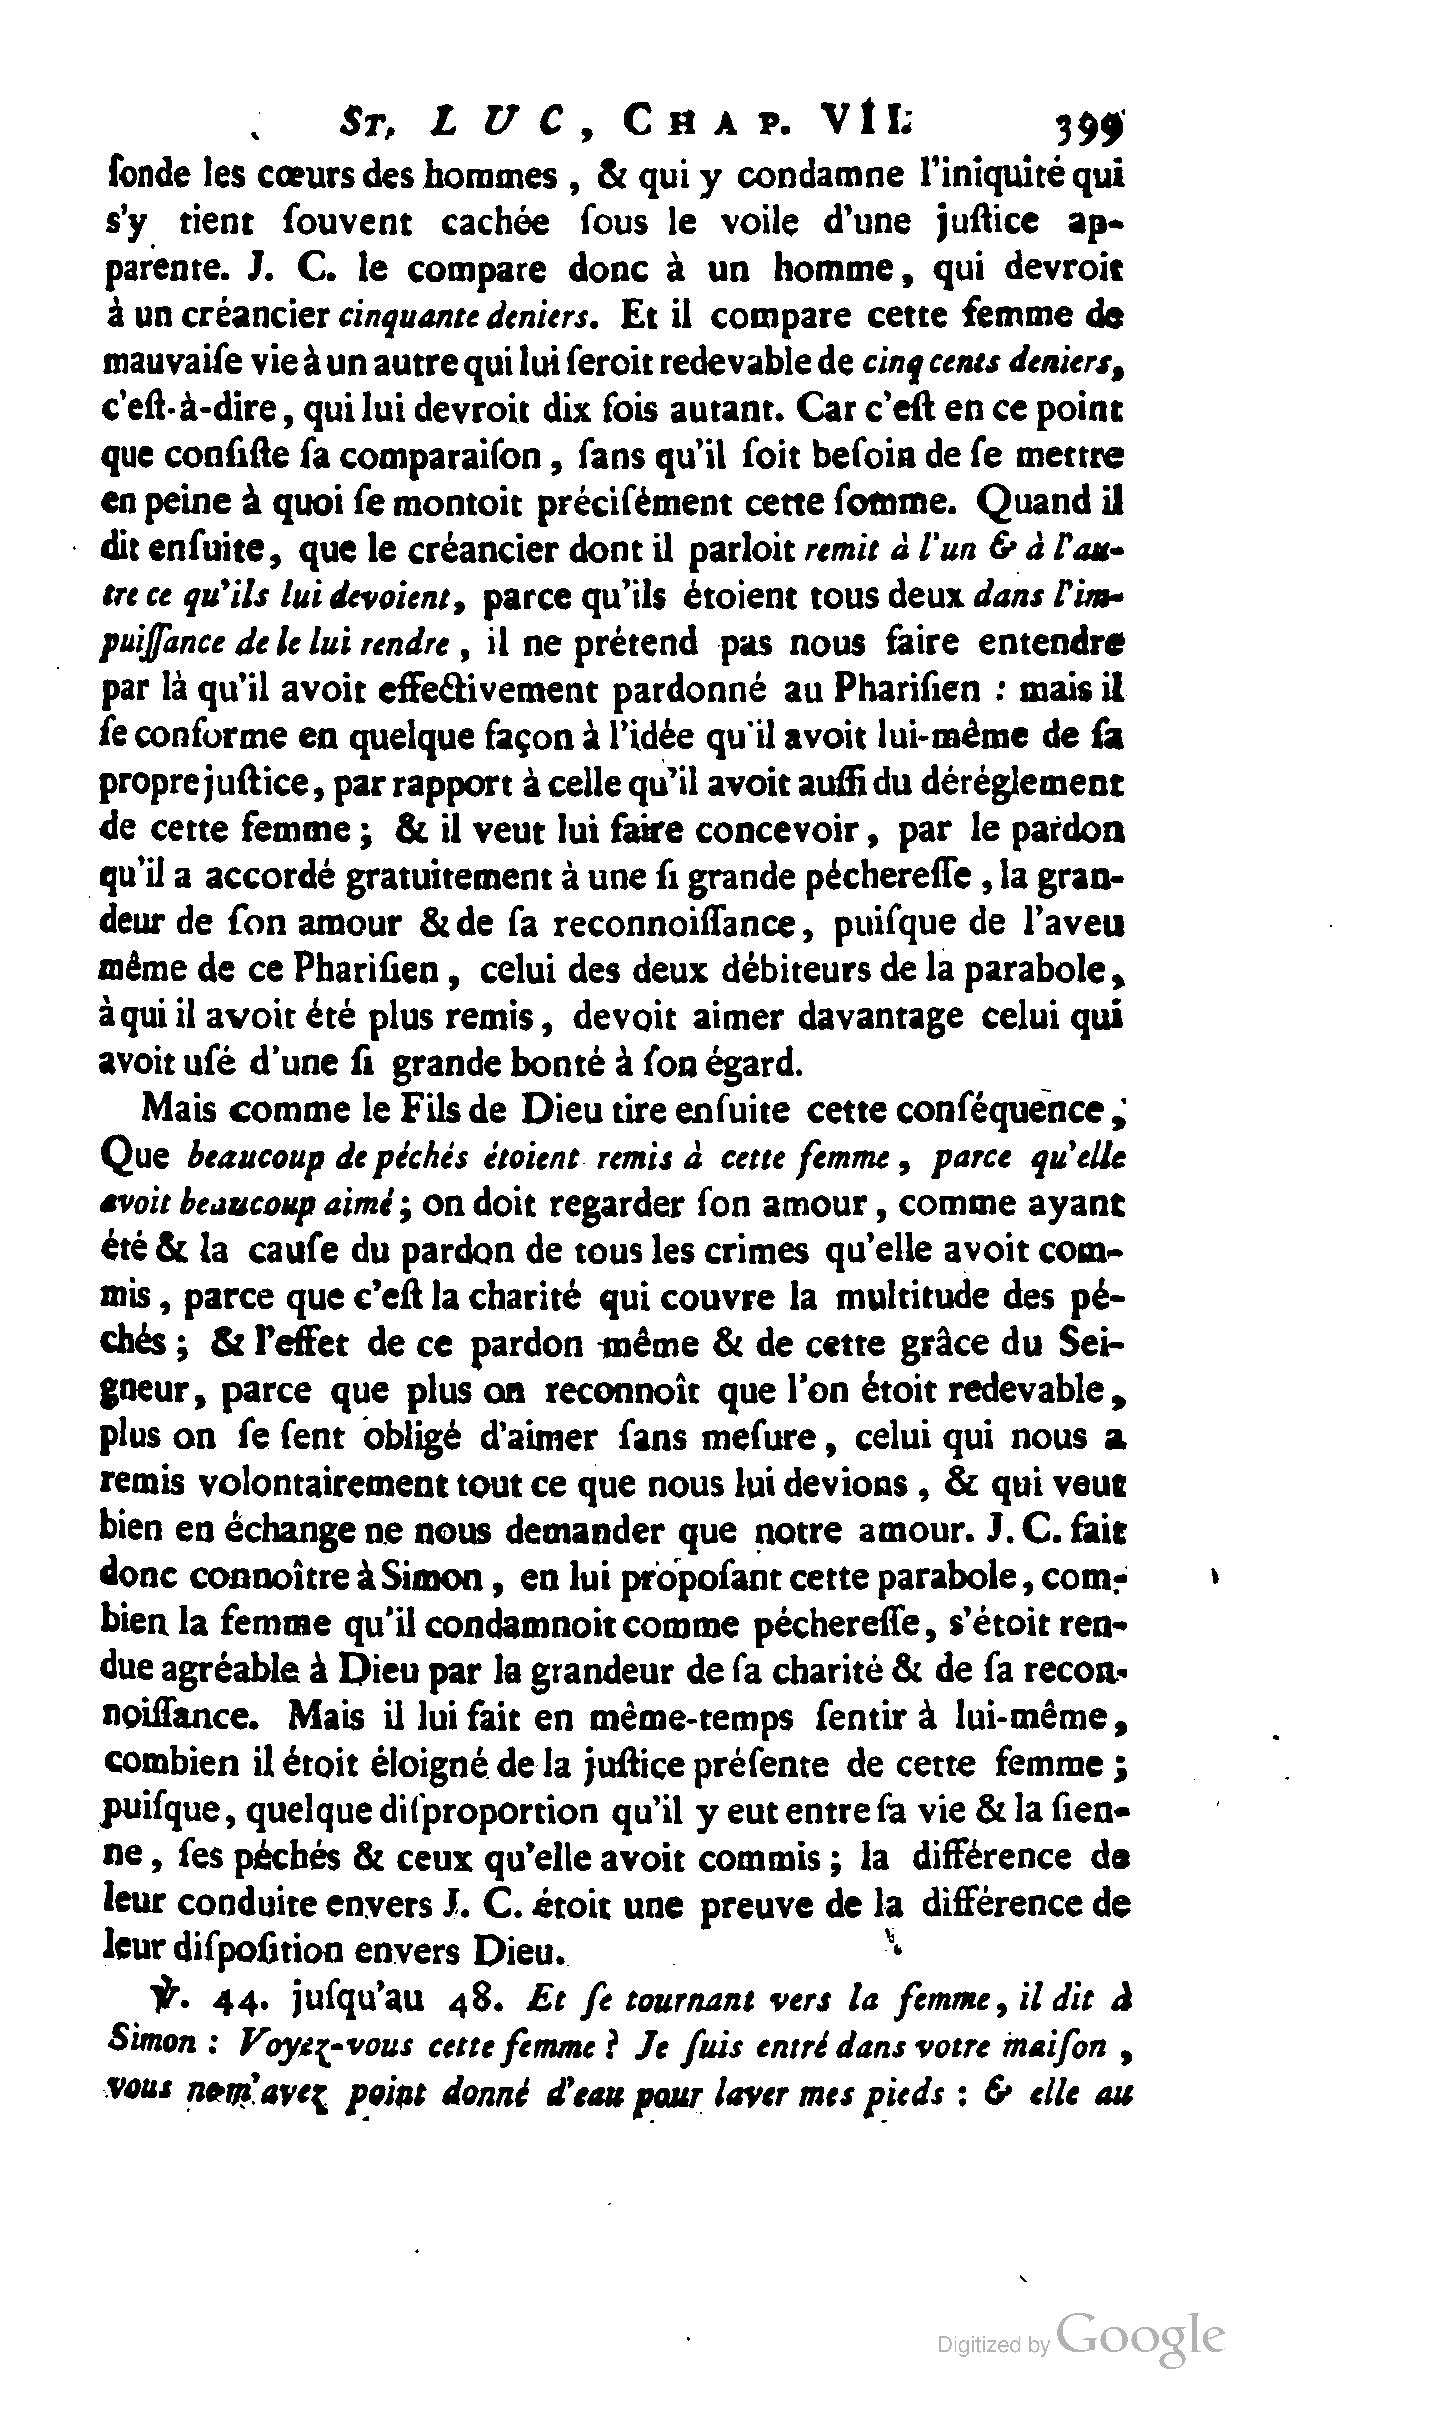 ST. LUC, CHAP. VII. 399
ſonde les cœurs des hommes, & qui y condamne l'iniquité qui
s'y tient ſouvent cachée ſous le voile d'une juſtice ap-
parente. J. C. le compare donc à un homme, qui devroit
à un créancier cinquante deniers. Et il compare cette femme de
mauvaiſe vie à un autre qui lui ſeroit redevable de cinq cents deniers,
c'eſt-à-dire, qui lui devroit dix fois autant. Car c'eſt en ce point
que conſiſte ſa comparaiſon, ſans qu'il ſoit beſoin de ſe mettre
en peine à quoi ſe montoit préciſément cette ſomme. Quand il
dit enſuite, que le créancier dont il parloit remit à l'un & à l'au-
tre ce qu'ils lui devoient, parce qu'ils étoient tous deux dans l'im-
puiſſance de le lui rendre, il ne prétend pas nous faire entendre
par là qu'il avoit effectivement pardonné au Phariſien : mais il
ſe conforme en quelque façon à l'idée qu'il avoit lui-même de ſa
propre juſtice, par rapport à celle qu'il avoit auſſi du déréglement
de cette femme; & il veut lui faire concevoir, par le pardon
qu'il a accordé gratuitement à une ſi grande péchereſſe, la gran-
deur de ſon amour & de ſa reconnoiſſance, puiſque de l'aveu
même de ce Phariſien, celui des deux débiteurs de la parabole,
à qui il avoit été plus remis, devoit aimer davantage celui qui
avoit uſé d'une ſi grande bonté à ſon égard.
Mais comme le Fils de Dieu tire enſuite cette conſéquence,
Que beaucoup de péchés étoient remis à cette femme, parce qu'elle
avoit beaucoup aimé; on doit regarder ſon amour, comme ayant
été & la cauſe du pardon de tous les crimes qu'elle avoit com-
mis, parce que c'eſt la charité qui couvre la multitude des pé-
chés; & l'effet de ce pardon même & de cette grâce du Sei-
gneur, parce que plus on reconnoît que l'on étoit redevable,
plus on ſe ſent obligé d'aimer ſans meſure, celui qui nous a
remis volontairement tout ce que nous lui devions, & qui veut
bien en échange ne nous demander que notre amour. J. C. fait
donc connoître à Simon, en lui propoſant cette parabole, com-
bien la femme qu'il condamnoit comme péchereſſe, s'étoit ren-
due agréable à Dieu par la grandeur de ſa charité & de ſa recon-
noiſſance. Mais il lui fait en même-temps ſentir à lui-même,
combien il étoit éloigné de la juſtice préſente de cette femme;
puiſque, quelque diſproportion qu'il y eut entre ſa vie & la ſien-
ne, ſes péchés & ceux qu'elle avoit commis; la différence de
leur conduite envers J. C. étoit une preuve de la différence de
leur diſpoſition envers Dieu.
℣. 44. juſqu'au 48. Et ſe tournant vers la femme, il dit à
Simon : Voyez-vous cette femme ? Je ſuis entré dans votre maiſon,
vous ne m'avez point donné d'eau pour laver mes pieds : & elle au
Digitized by Google